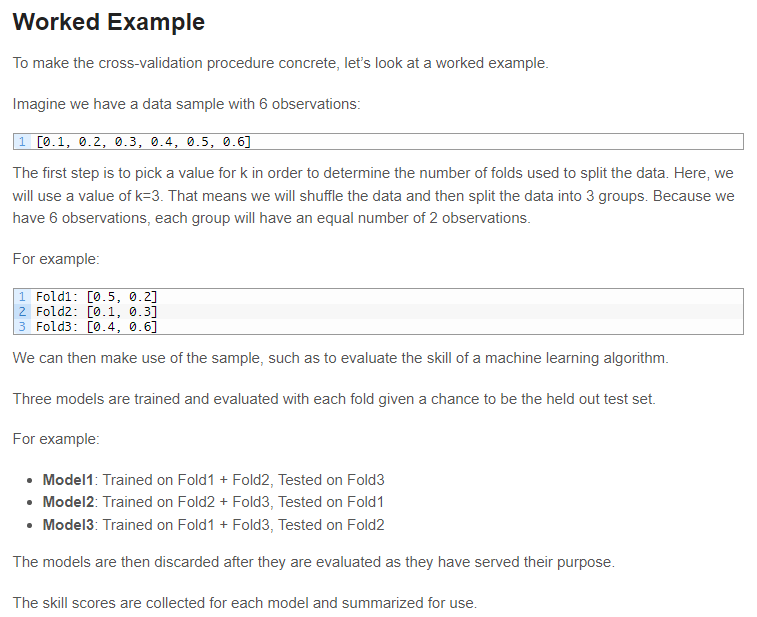 Worked Example
To make the cross-validation procedure concrete, let’s look at a worked example.
Imagine we have a data sample with 6 observations:
1 [0.1, 0.2, 0.3, 0.4, 0.5, 0.6]
The first step is to pick a value for k in order to determine the number of folds used to split the data. Here, we
will use a value of k=3. That means we will shuffle the data and then split the data into 3 groups. Because we
have 6 observations, each group will have an equal number of 2 observations.
For example:
1 Fold1: [0.5, 0.2]
2 Fold2: [0.1, 0.3]
3 Fold3: [0.4, 0.6]
We can then make use of the sample, such as to evaluate the skill of a machine learning algorithm.
Three models are trained and evaluated with each fold given a chance to be the held out test set.
For example:
• Model1: Trained on Fold1 + Fold2, Tested on Fold3
• Model2: Trained on Fold2 + Fold3, Tested on Fold1
• Model3: Trained on Fold1 + Fold3, Tested on Fold2
The models are then discarded after they are evaluated as they have served their purpose.
The skill scores are collected for each model and summarized for use.